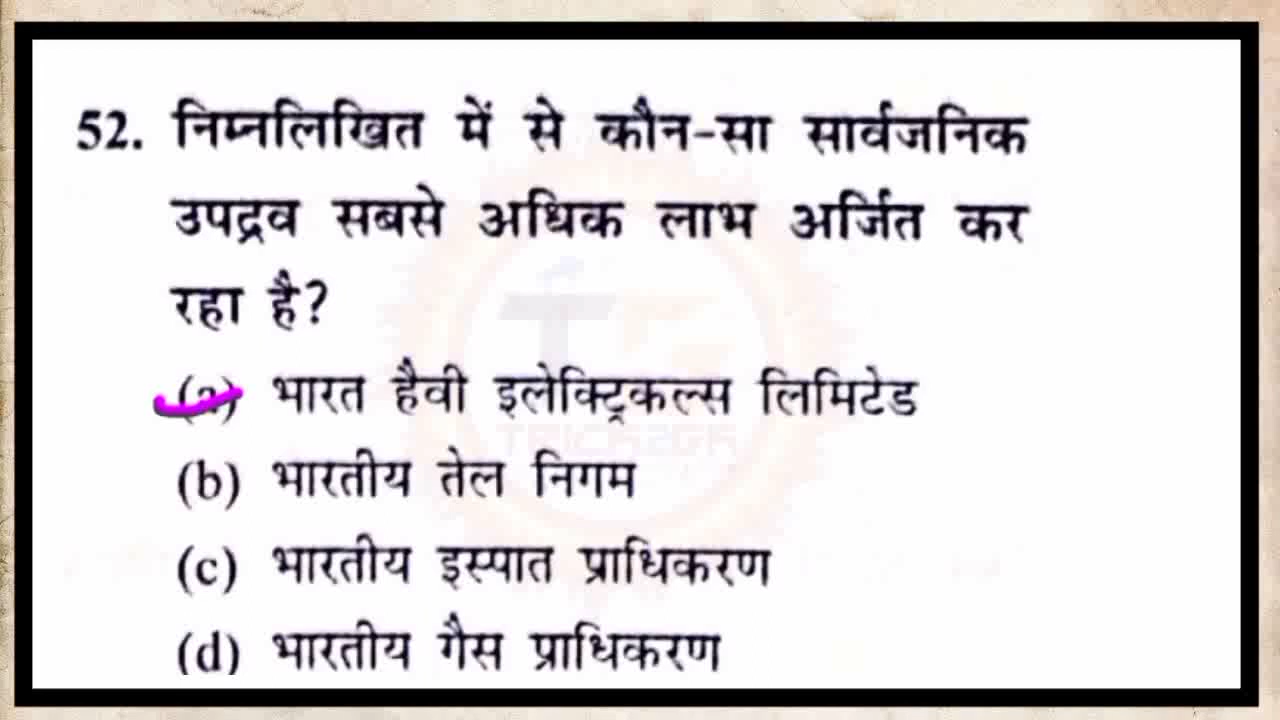 52. निम्नलिखित में से कौन-सा सार्वजनिक
उपद्रव सबसे अधिक लाभ अर्जित कर
रहा है?
(a) भारत हैवी इलेक्ट्रिकल्स लिमिटेड
(b) भारतीय तेल निगम
(c) भारतीय इस्पात प्राधिकरण
(d) भारतीय गैस प्राधिकरण